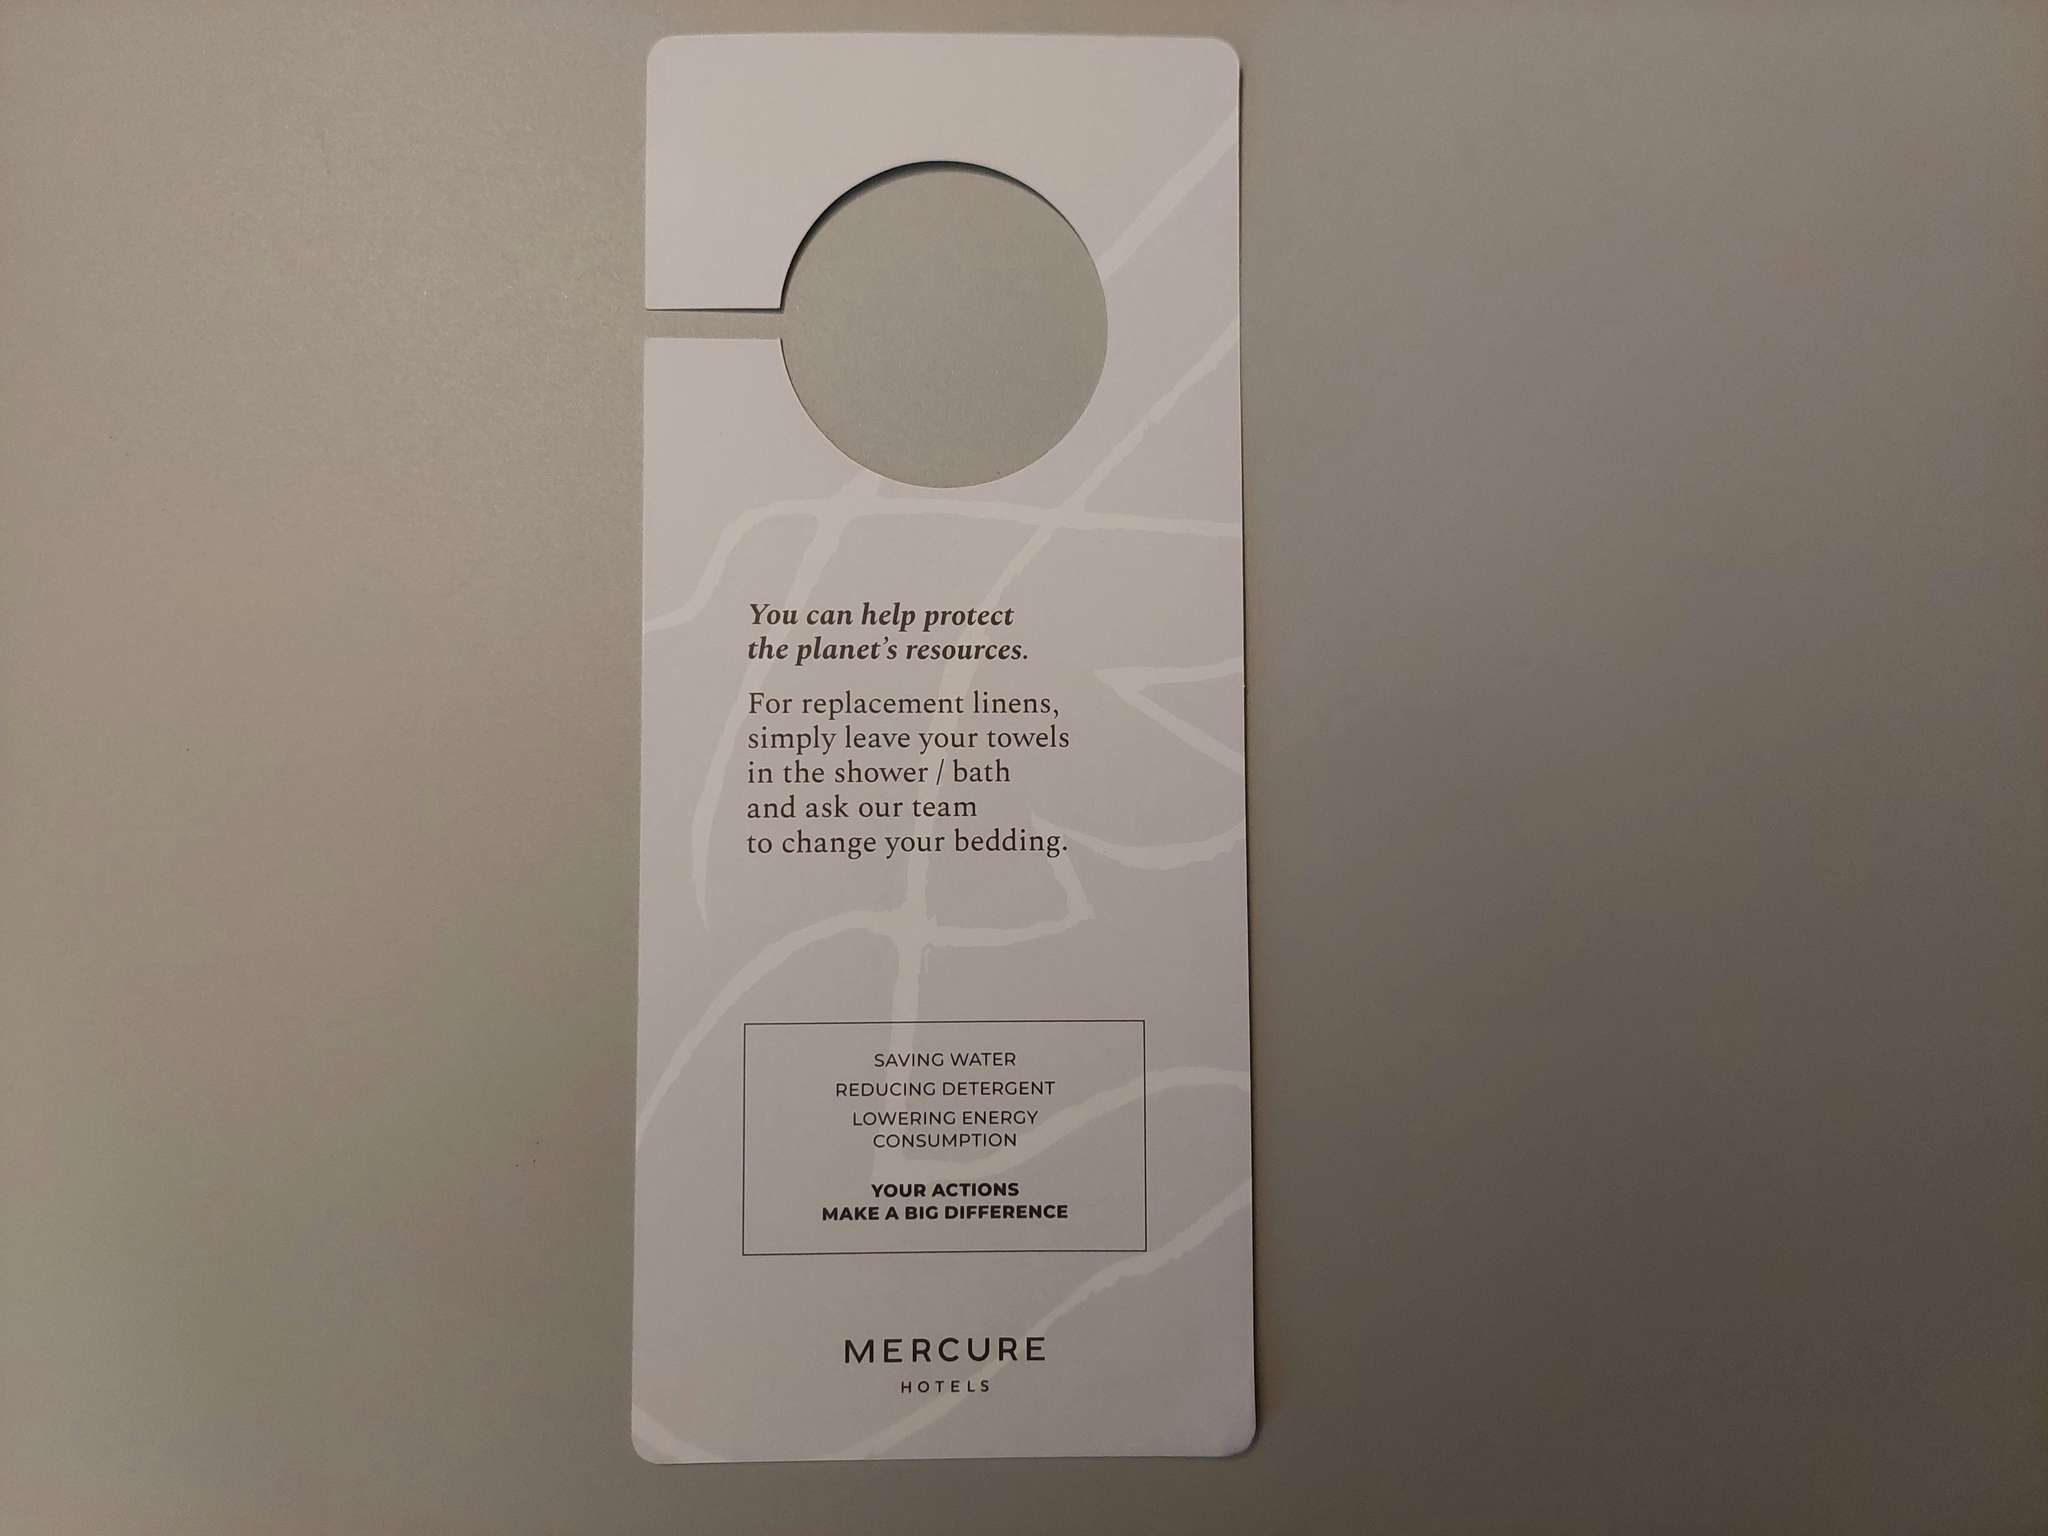 You can help protect
the planet's resources.
For replacement linens,
simply leave your towels
in the shower / bath
and ask our team
to change your bedding.
SAVING WATER
REDUCING DETERGENT
LOWERING ENERGY
CONSUMPTION
YOUR ACTIONS
MAKE A BIG DIFFERENCE
MERCURE
HOTELS